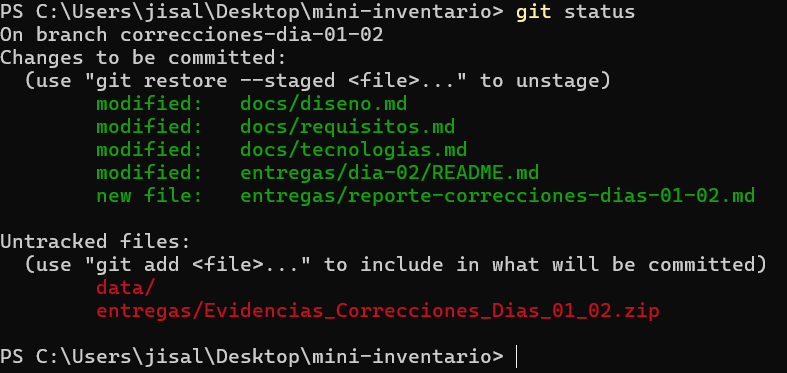 PS C:\Users\jisal\Desktop\mini-inventario> git status
On branch correcciones-dia-01-02
Changes to be committed:
  (use "git restore --staged <file>..." to unstage)
        modified:   docs/diseno.md
        modified:   docs/requisitos.md
        modified:   docs/tecnologias.md
        modified:   entregas/dia-02/README.md
        new file:   entregas/reporte-correcciones-dias-01-02.md

Untracked files:
  (use "git add <file>..." to include in what will be committed)
        data/
        entregas/Evidencias_Correcciones_Dias_01_02.zip

PS C:\Users\jisal\Desktop\mini-inventario>